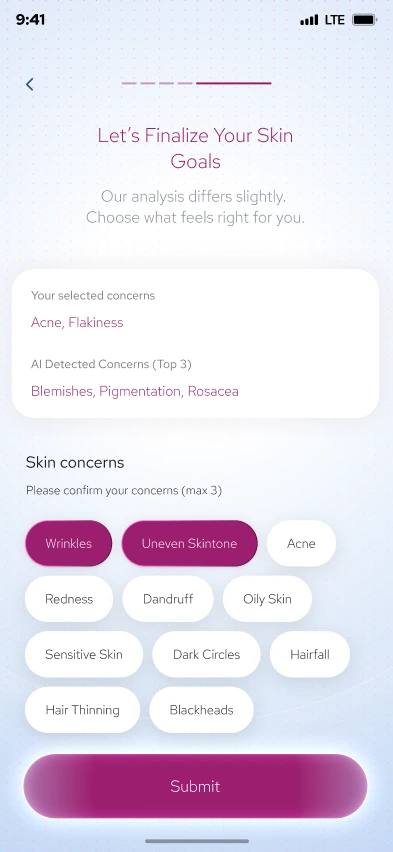 9:41
LTE
Let's Finalize Your Skin
Goals
Our analysis differs slightly.
Choose what feels right for you.
Your selected concerns
Acne, Flakiness
AI Detected Concerns (Top 3)
Blemishes, Pigmentation, Rosacea
Skin concerns
Please confirm your concerns (max 3)
Wrinkles
Uneven Skintone
Acne
Redness
Dandruff
Oily Skin
Sensitive Skin
Dark Circles
Hairfall
Hair Thinning
Blackheads
Submit